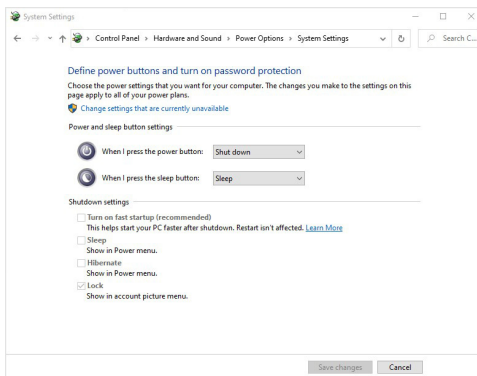 System Settings
Control Panel > Hardware and Sound > Power Options > System Settings
Search C...
Define power buttons and turn on password protection
Choose the power settings that you want for your computer. The changes you make to the settings on this
page apply to all of your power plans.
Change settings that are currently unavailable
Power and sleep button settings
When I press the power button: Shut down
When I press the sleep button: Sleep
Shutdown settings
Turn on fast startup (recommended)
This helps start your PC faster after shutdown. Restart isn't affected. Learn More
Sleep
Show in Power menu.
Hibernate
Show in Power menu.
Lock
Show in account picture menu.
Save changes Cancel